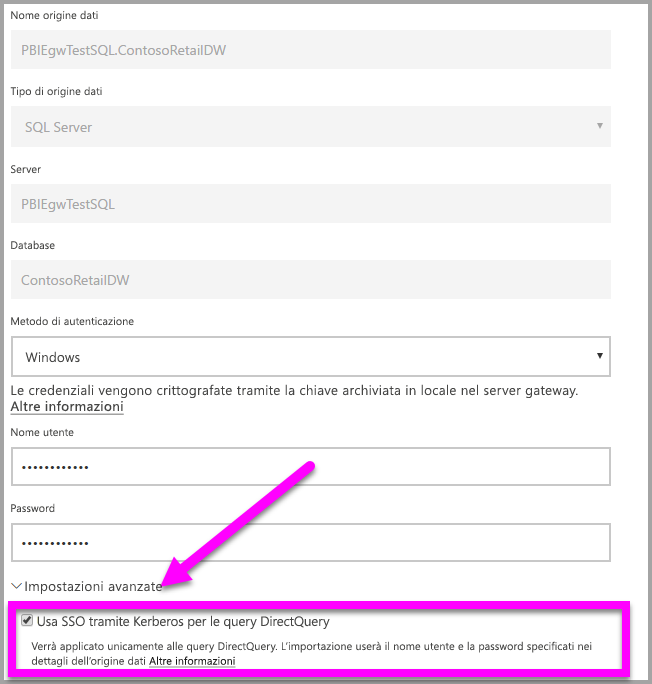 Nome origine dati
PBIEgwTestSQL.ContosoRetailDW
Tipo di origine dati
SQL Server
Server
PBIEgwTestSQL
Database
ContosoRetailDW
Metodo di autenticazione
Windows
Le credenziali vengono crittografate tramite la chiave archiviata in locale nel server gateway.
Altre informazioni
Nome utente
••••••••••••
Password
••••••••••••
Impostazioni avanzate
Usa SSO tramite Kerberos per le query DirectQuery
Verrà applicato unicamente alle query DirectQuery. L'importazione userà il nome utente e la password specificati nei
dettagli dell'origine dati Altre informazioni